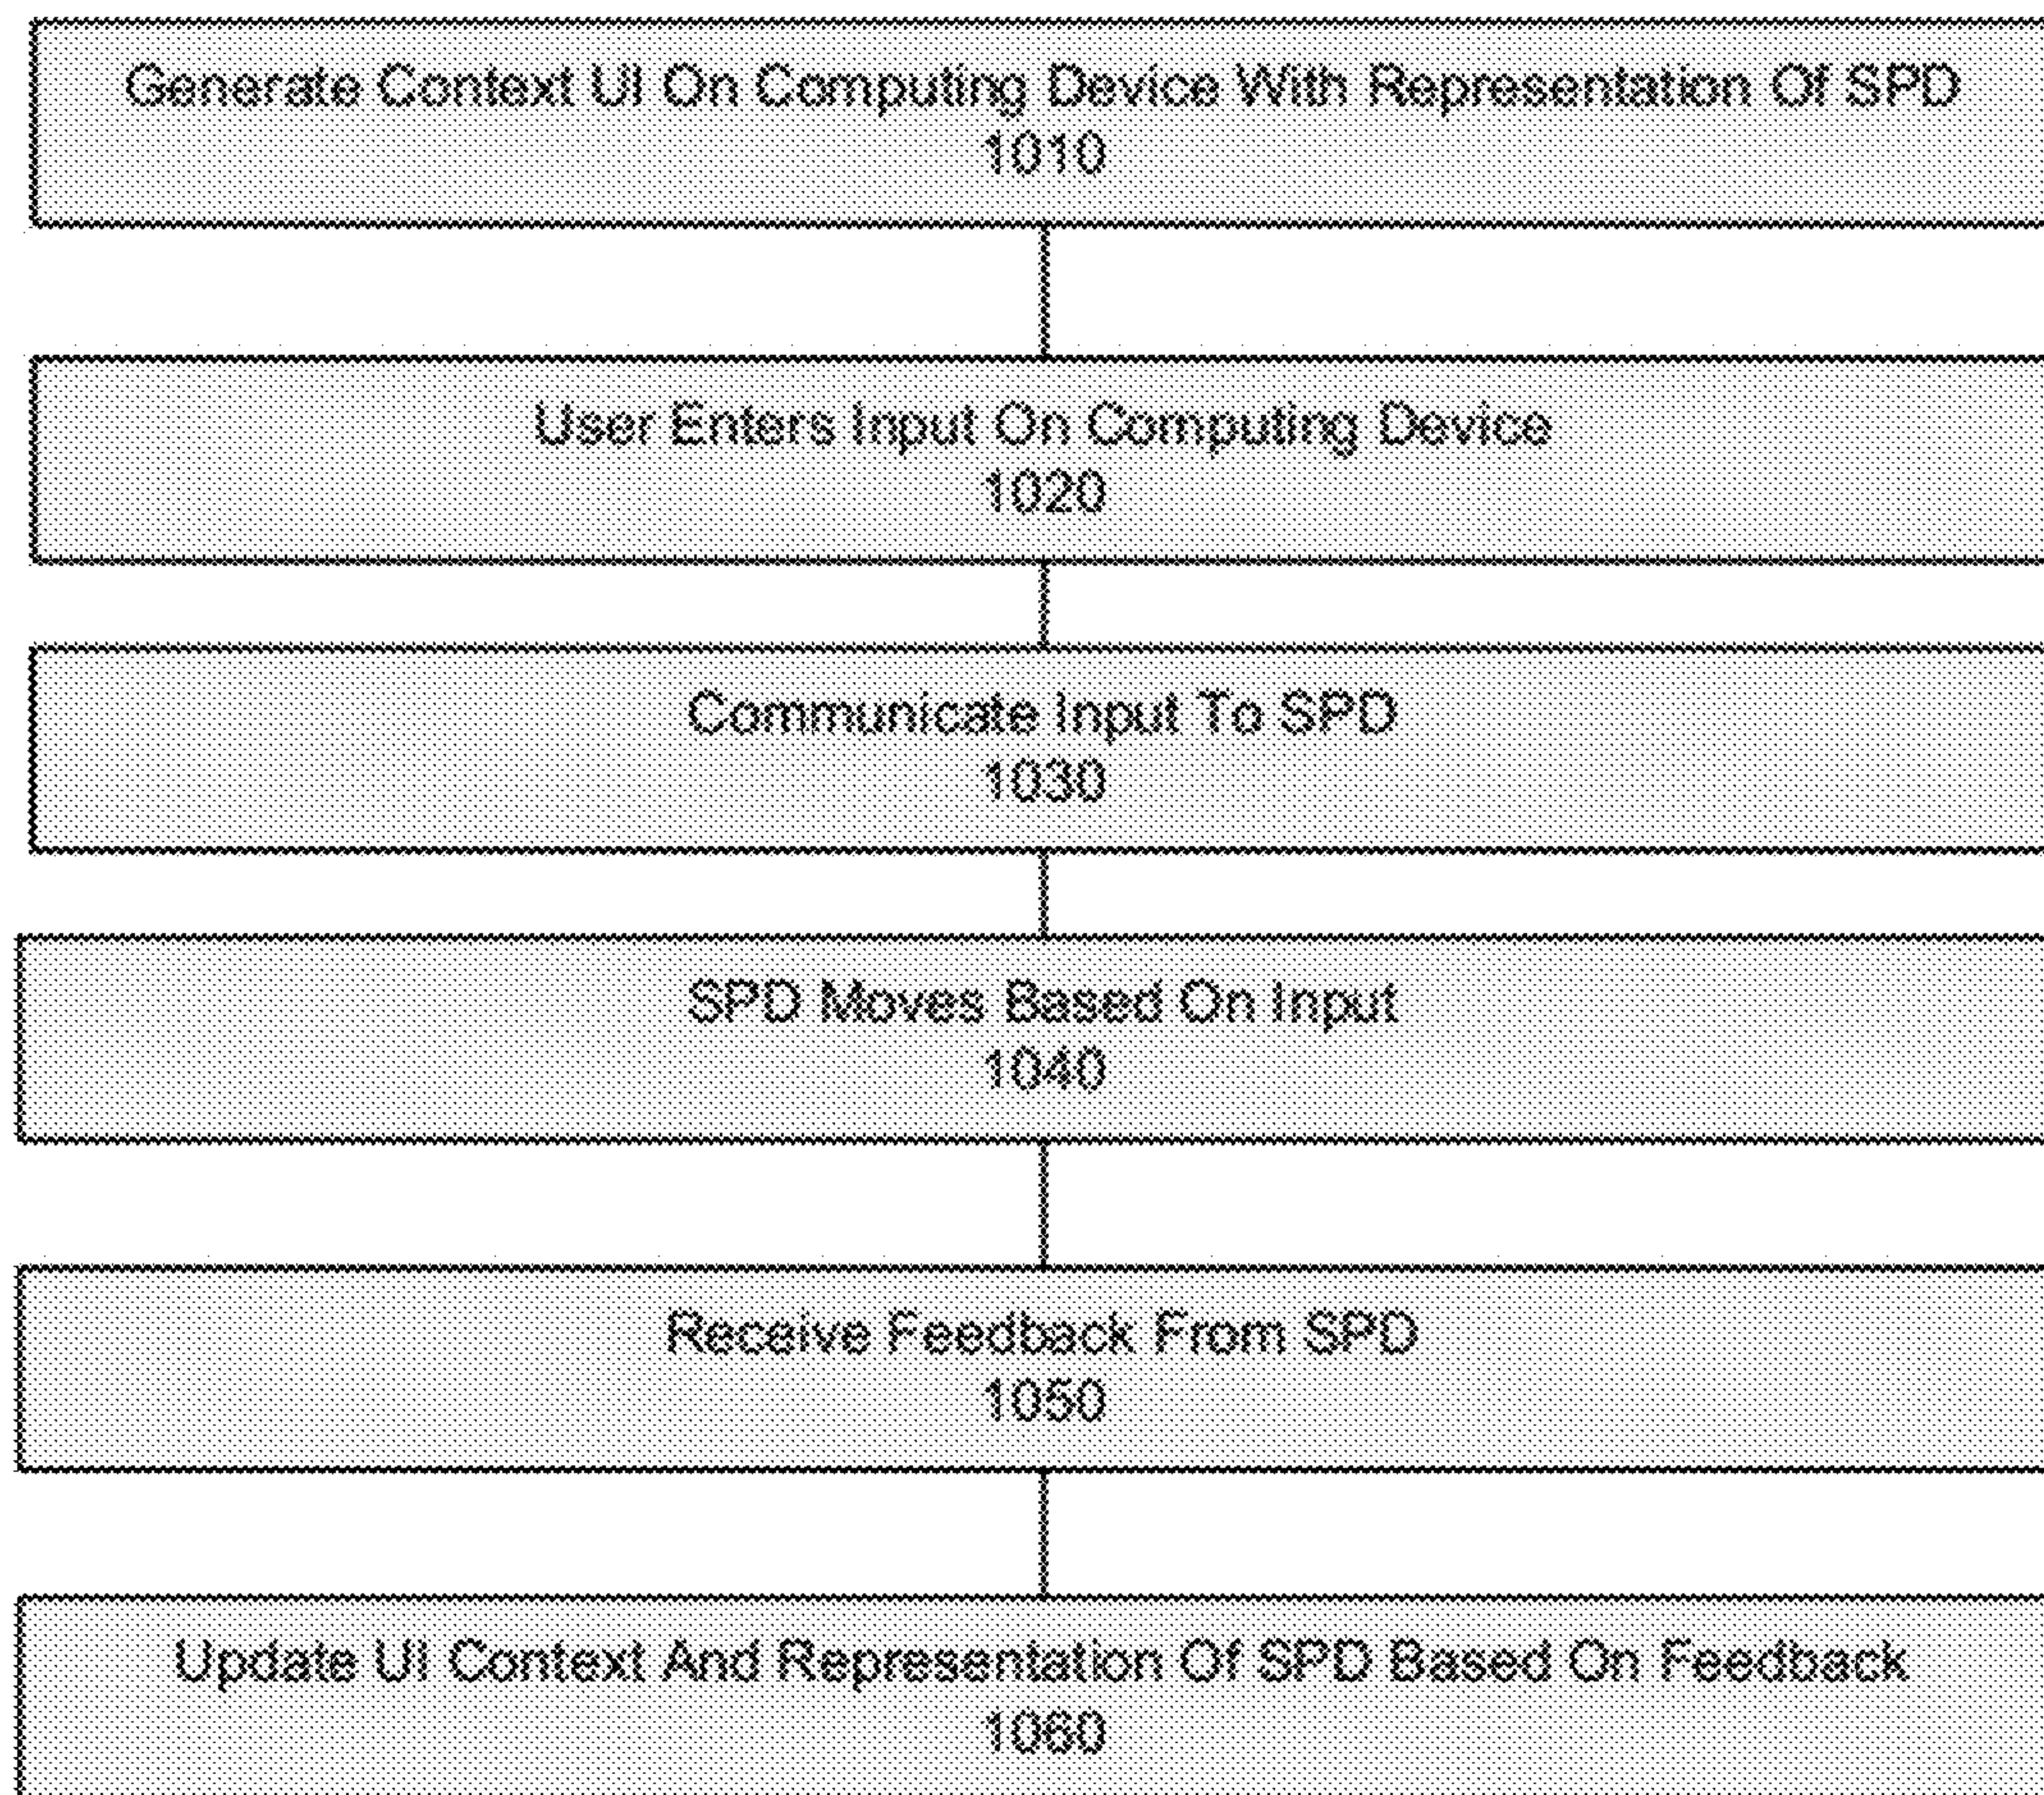 Generate Context UI On Computing Device With Representation Of SPD
1010
User Enters Input On Computing Device
1020
Communicate Input To SPD
1030
SPD Moves Based On Input
1040
Receive Feedback From SPD
1050
Update UI Context And Representation Of SPD Based On Feedback
1060